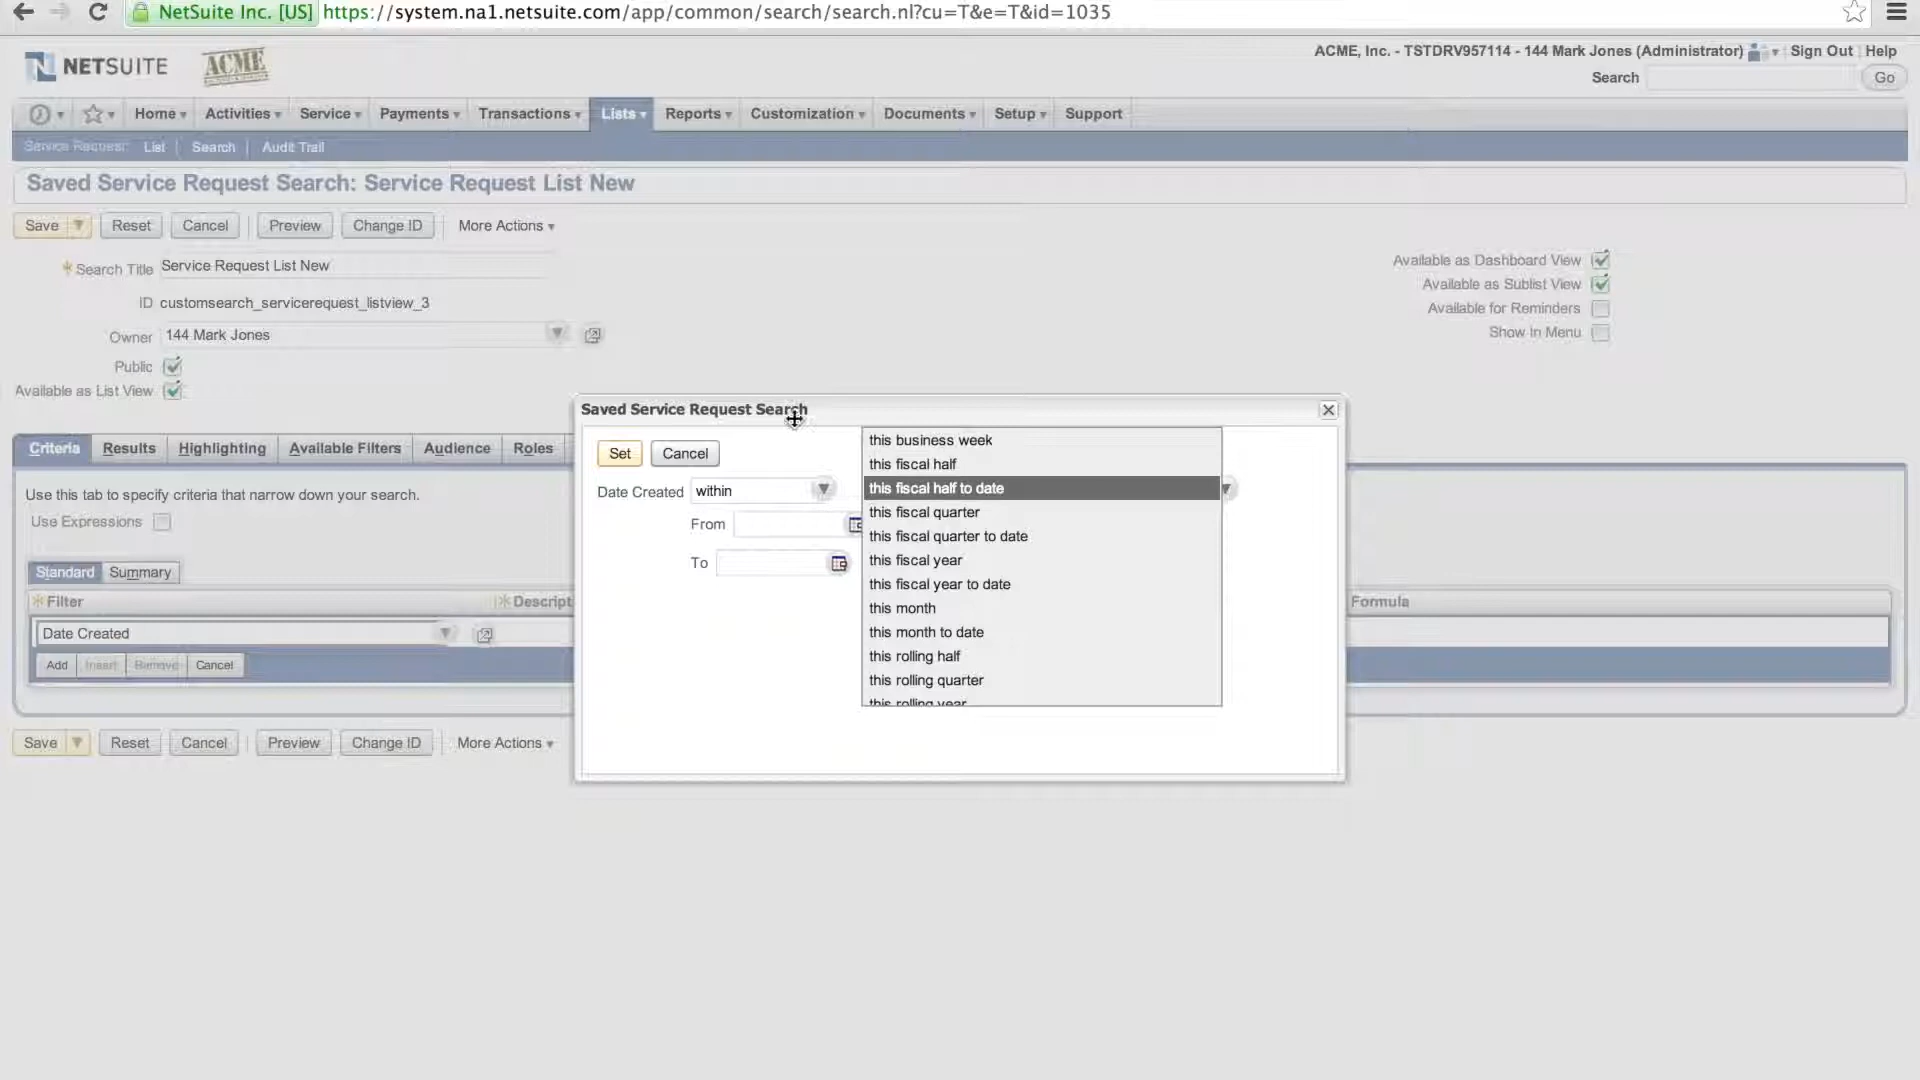 NetSuite Inc. [US] https://system.na1.netsuite.com/app/common/search/search.nl?cu=T&e=T&id=1035
NETSUITE ACME ACME, Inc. - TSTDRV957114 - 144 Mark Jones (Administrator) Sign Out Help
Search Go
Home Activities Service Payments Transactions Lists Reports Customization Documents Setup Support
Service Request: List Search Audit Trail
Saved Service Request Search: Service Request List New
Save Reset Cancel Preview Change ID More Actions
Search Title Service Request List New
ID customsearch_servicerequest_listview_3
Owner 144 Mark Jones
Public
Available as List View
Available as Dashboard View
Available as Sublist View
Available for Reminders
Show In Menu
Criteria Results Highlighting Available Filters Audience Roles
Use this tab to specify criteria that narrow down your search.
Use Expressions
Standard Summary
Filter Descript Formula
Date Created
Add Insert Remove Cancel
Save Reset Cancel Preview Change ID More Actions
Saved Service Request Search
Set Cancel
Date Created within
From
To
this business week
this fiscal half
this fiscal half to date
this fiscal quarter
this fiscal quarter to date
this fiscal year
this fiscal year to date
this month
this month to date
this rolling half
this rolling quarter
this rolling year